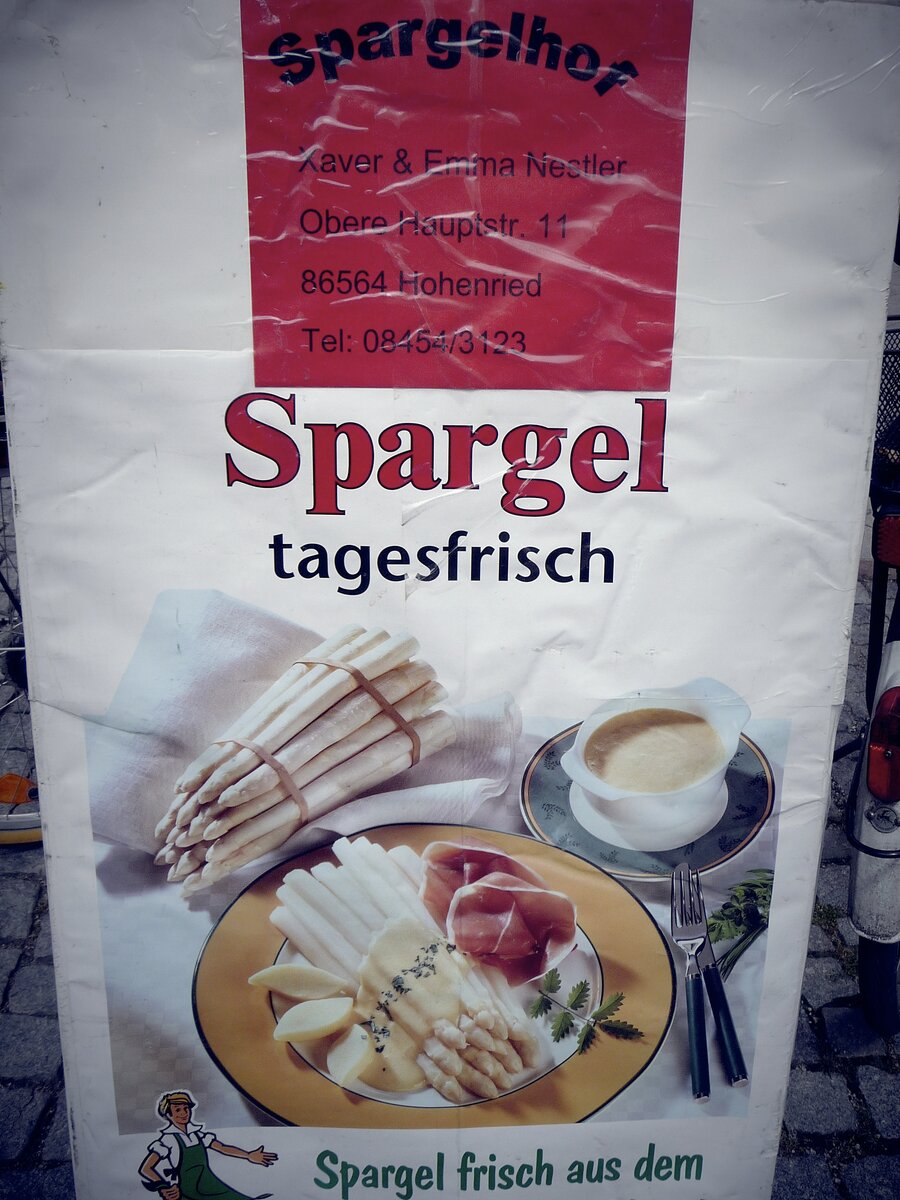 Spargelhof
Xaver & Emma Nestler
Obere Hauptstr. 11
86564 Hohenried
Tel: 08454/3123
Spargel
tagesfrisch
Spargel frisch aus dem